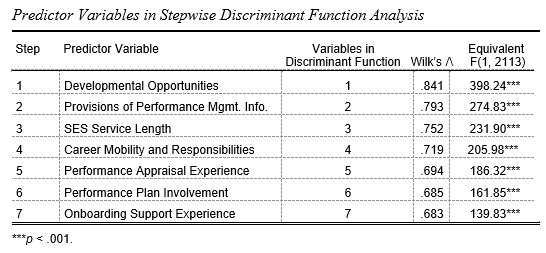 Predictor Variables in Stepwise Discriminant Function Analysis
Step Predictor Variable Variables in Discriminant Function Wilk's Λ Equivalent F(1, 2113)
1 Developmental Opportunities 1 .841 398.24***
2 Provisions of Performance Mgmt. Info. 2 .793 274.83***
3 SES Service Length 3 .752 231.90***
4 Career Mobility and Responsibilities 4 .719 205.98***
5 Performance Appraisal Experience 5 .694 186.32***
6 Performance Plan Involvement 6 .685 161.85***
7 Onboarding Support Experience 7 .683 139.83***
***p < .001.